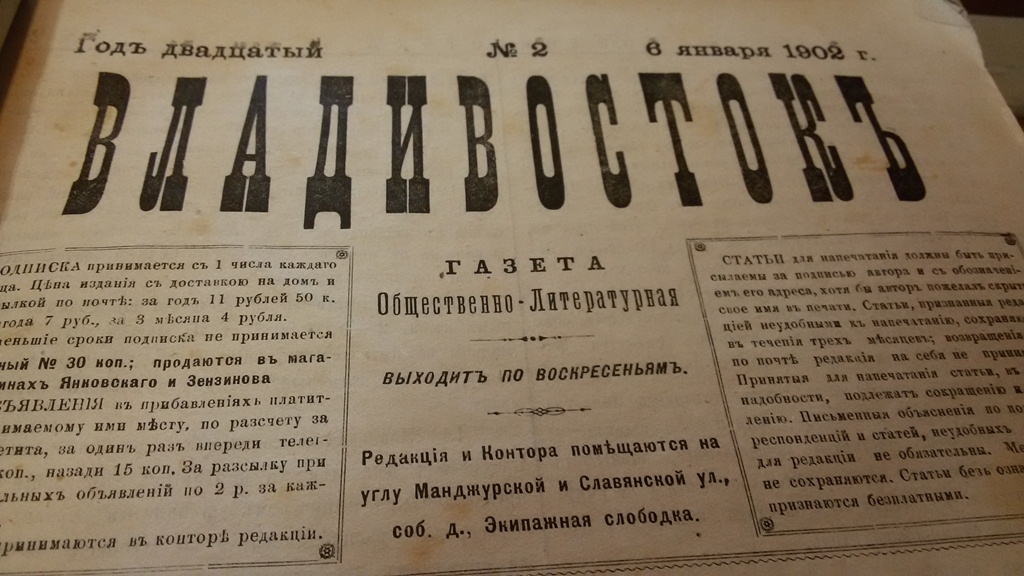 Годъ двадцатый № 2 6 января 1902 г.
ВЛАДИВОСТОКЪ
ОДПИСКА принимается съ 1 числа каждаго
ца. Цѣна изданія съ доставкою на домъ и
ылкой по почтѣ: за годъ 11 рублей 50 к.
года 7 руб., за 3 мѣсяца 4 рубля.
еньшіе сроки подписка не принимается
ный № 30 коп.; продаются въ мага-
инахъ Янковскаго и Зензинова
ЪЯВЛЕНІЯ въ прибавленіяхъ платит-
нимаемому ими мѣсту, по разсчету за
етита, за одинъ разъ впереди
коп., назади 15 коп. За разсылку при
льныхъ объявленій по 2 р. за каж-
ринимаются въ конторѣ редакціи.
ГАЗЕТА
Общественно-Литературная
ВЫХОДИТЪ ПО ВОСКРЕСЕНЬЯМЪ.
Редакція и Контора помѣщаются на
углу Манджурской и Славянской ул.,
соб. д., Экипажная слободка.
СТАТЬИ для напечатанія должны быть при-
сылаемы за подписью автора и съ обозначені-
емъ его адреса, хотя бы авторъ пожелалъ скрыт
свое имя въ печати. Статьи, признанныя реда
ціей неудобными къ напечатанію, сохраня
въ теченія трехъ мѣсяцевъ; возвращенія
по почтѣ редакція на себя не прини
Принятыя для напечатанія статьи, въ
надобности, подлежатъ сокращенію и
ленію. Письменныя объясненія по по
респонденцій и статей, неудобныхъ
для редакціи не обязательна. Ме
не сохраняются. Статьи безъ озна
признаются безплатными.